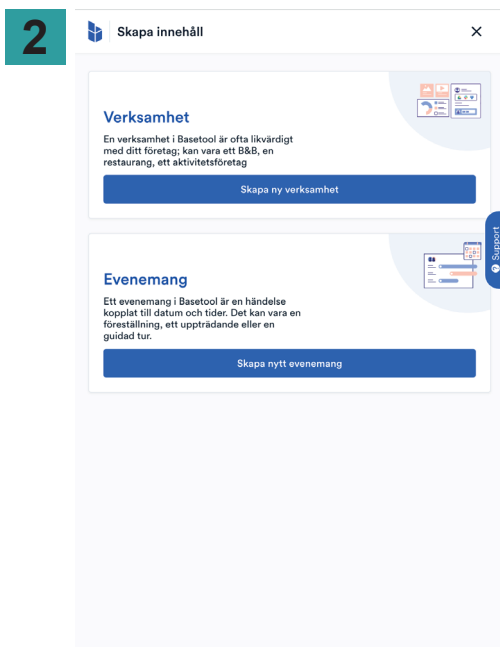 2
Skapa innehåll
Verksamhet
En verksamhet i Basetool är ofta likvärdigt
med ditt företag; kan vara ett B&B, en
restaurang, ett aktivitetsföretag
Skapa ny verksamhet
Support
Evenemang
Ett evenemang i Basetool är en händelse
kopplat till datum och tider. Det kan vara en
föreställning, ett uppträdande eller en
guidad tur.
Skapa nytt evenemang